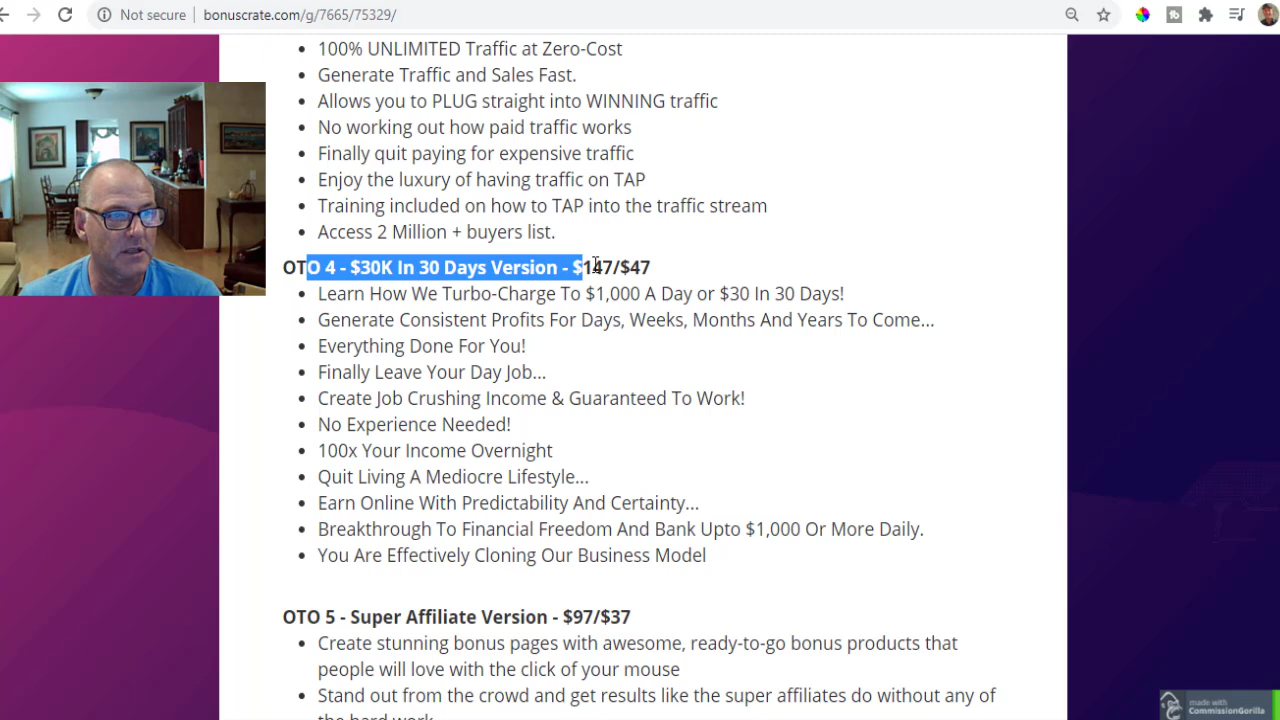 Not secure
bonuscrate.com/g/7665/75329/
100% UNLIMITED Traffic at Zero-Cost
Generate Traffic and Sales Fast.
Allows you to PLUG straight into WINNING traffic
No working out how paid traffic works
Finally quit paying for expensive traffic
Enjoy the luxury of having traffic on TAP
Training included on how to TAP into the traffic stream
Access 2 Million + buyers list.
OTO 4 - $30K In 30 Days Version - $147/$47
Learn How We Turbo-Charge To $1,000 A Day or $30 In 30 Days!
Generate Consistent Profits For Days, Weeks, Months And Years To Come...
Everything Done For You!
Finally Leave Your Day Job...
Create Job Crushing Income & Guaranteed To Work!
No Experience Needed!
100x Your Income Overnight
Quit Living A Mediocre Lifestyle...
Earn Online With Predictability And Certainty...
Breakthrough To Financial Freedom And Bank Upto $1,000 Or More Daily.
You Are Effectively Cloning Our Business Model
OTO 5 - Super Affiliate Version - $97/$37
Create stunning bonus pages with awesome, ready-to-go bonus products that
people will love with the click of your mouse
Stand out from the crowd and get results like the super affiliates do without any of
the hard work
made with
CommissionGorilla